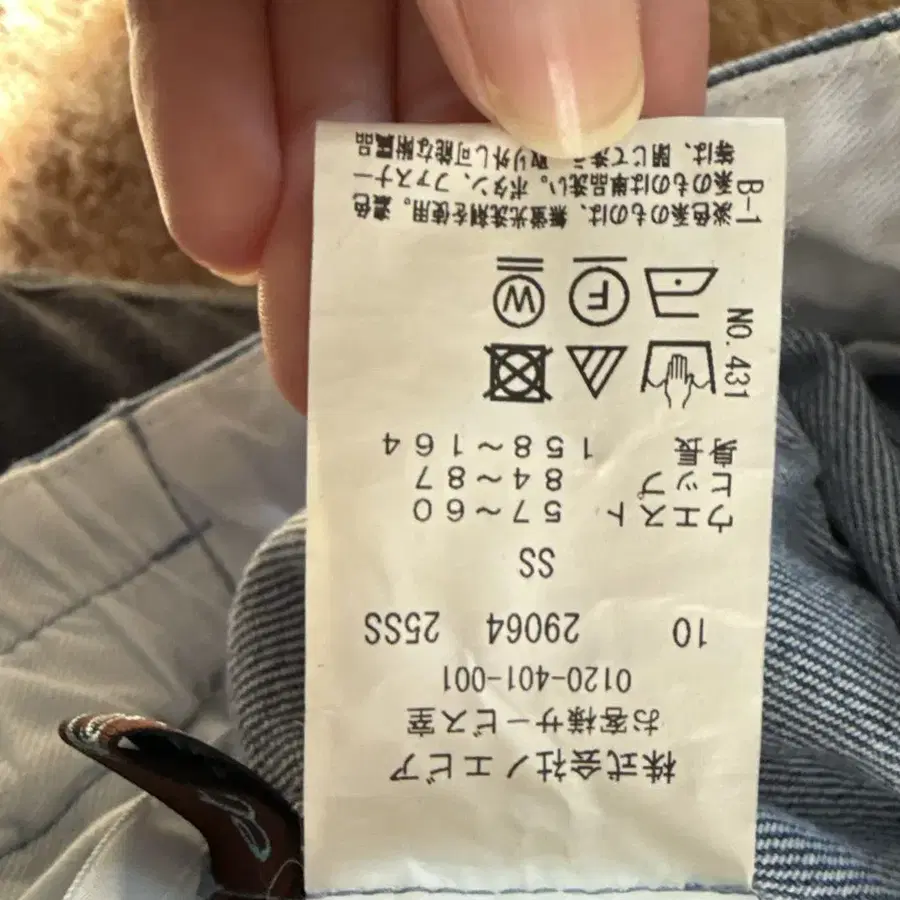 株式会社ノエビア
お客様サービス室
0120-401-001
10 29064 25SS
SS
ウエスト 57~60
ヒップ 84~87
身長 158~164
NO. 431
F W
B-1
淡色系のものは、無蛍光洗剤を使用。濃色
系のものは単品洗い。ボタン、ファスナー
等は、閉じて洗 取り外し可能な附属品